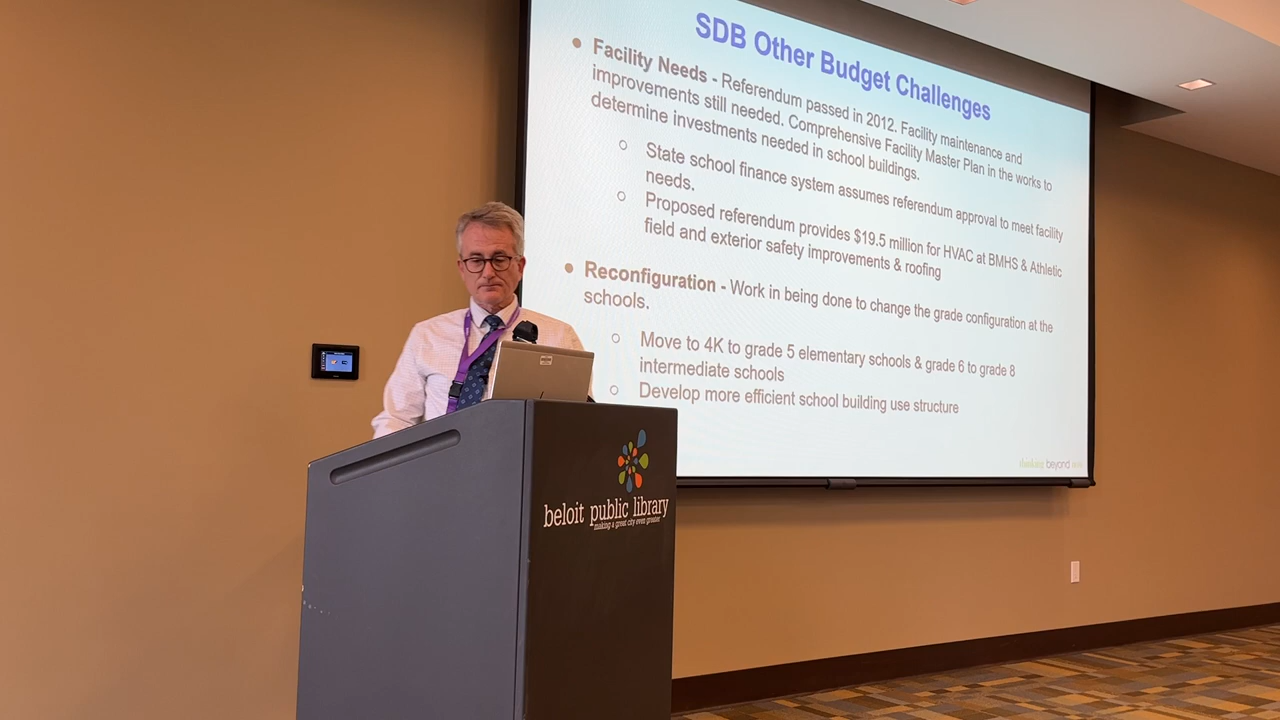 SDB Other Budget Challenges
● Facility Needs - Referendum passed in 2012. Facility maintenance and
improvements still needed. Comprehensive Facility Master Plan in the works to
determine investments needed in school buildings.
○ State school finance system assumes referendum approval to meet facility
needs.
○ Proposed referendum provides $19.5 million for HVAC at BMHS & Athletic
field and exterior safety improvements & roofing
● Reconfiguration - Work in being done to change the grade configuration at the
schools.
○ Move to 4K to grade 5 elementary schools & grade 6 to grade 8
intermediate schools
○ Develop more efficient school building use structure
beyond
beloit public library
making a great city even greater